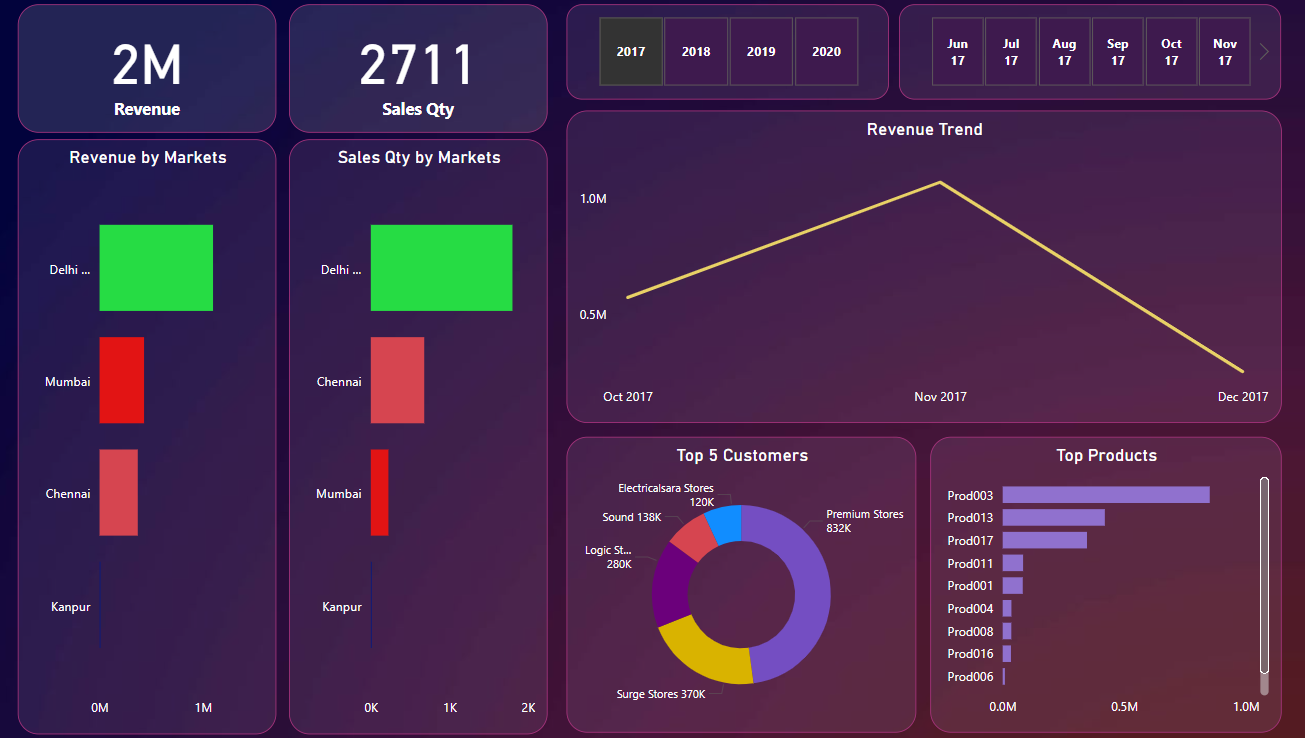 2M
Revenue
2711
Sales Qty
2017
2018
2019
2020
Jun
17
Jul
17
Aug
17
Sep
17
Oct
17
Nov
17
Revenue by Markets
Delhi ...
Mumbai
Chennai
Kanpur
0M
1M
Sales Qty by Markets
Delhi ...
Chennai
Mumbai
Kanpur
0K
1K
2K
Revenue Trend
1.0M
0.5M
Oct 2017
Nov 2017
Dec 2017
Top 5 Customers
Electricalsara Stores
120K
Sound 138K
Logic St...
280K
Premium Stores
832K
Surge Stores 370K
Top Products
Prod003
Prod013
Prod017
Prod011
Prod001
Prod004
Prod008
Prod016
Prod006
0.0M
0.5M
1.0M